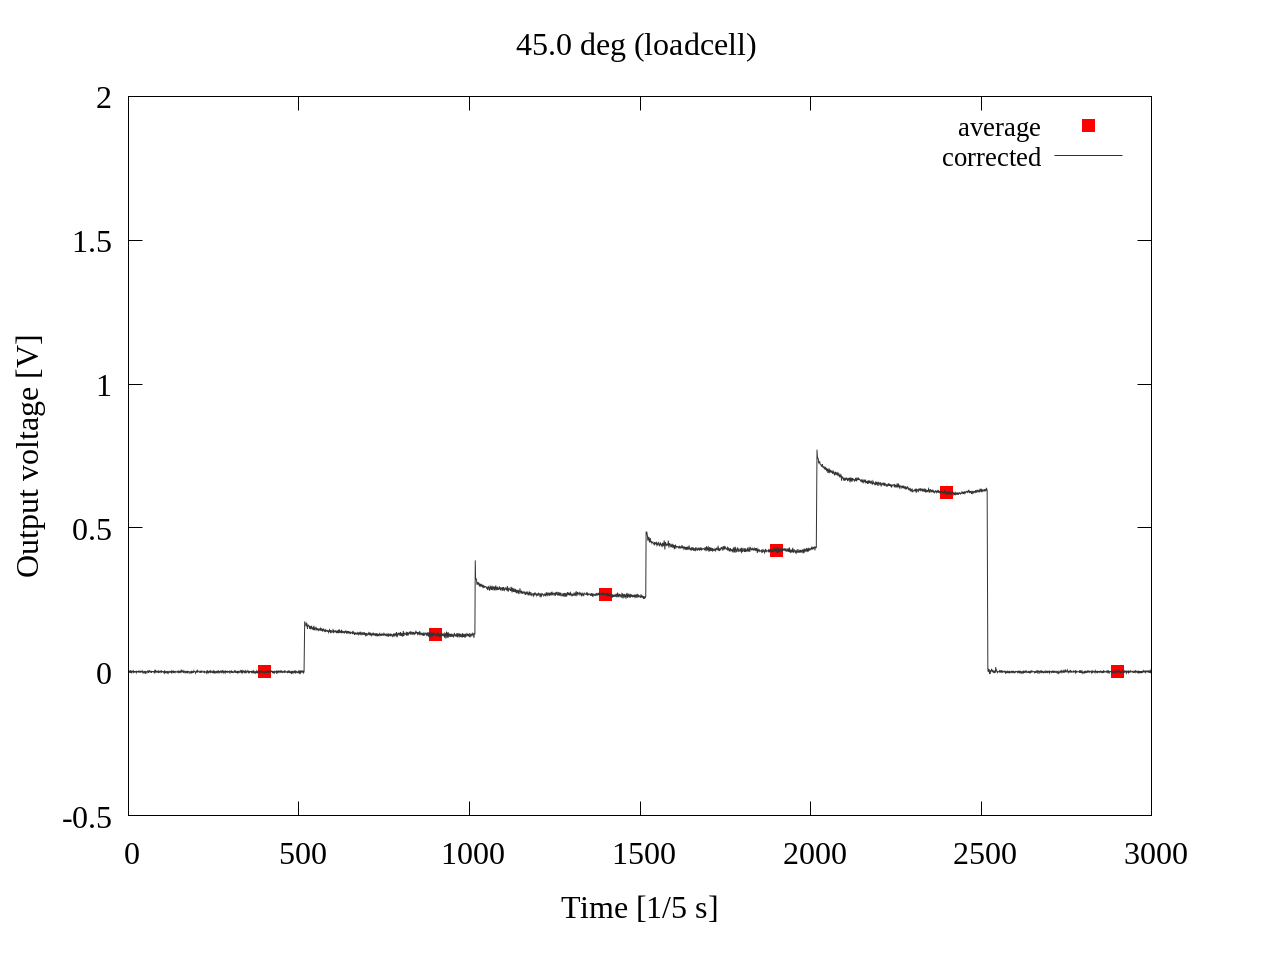 45.0 deg (loadcell)
2
1.5
1
0.5
0
-0.5
Output voltage [V]
average
corrected
0 500 1000 1500 2000 2500 3000
Time [1/5 s]